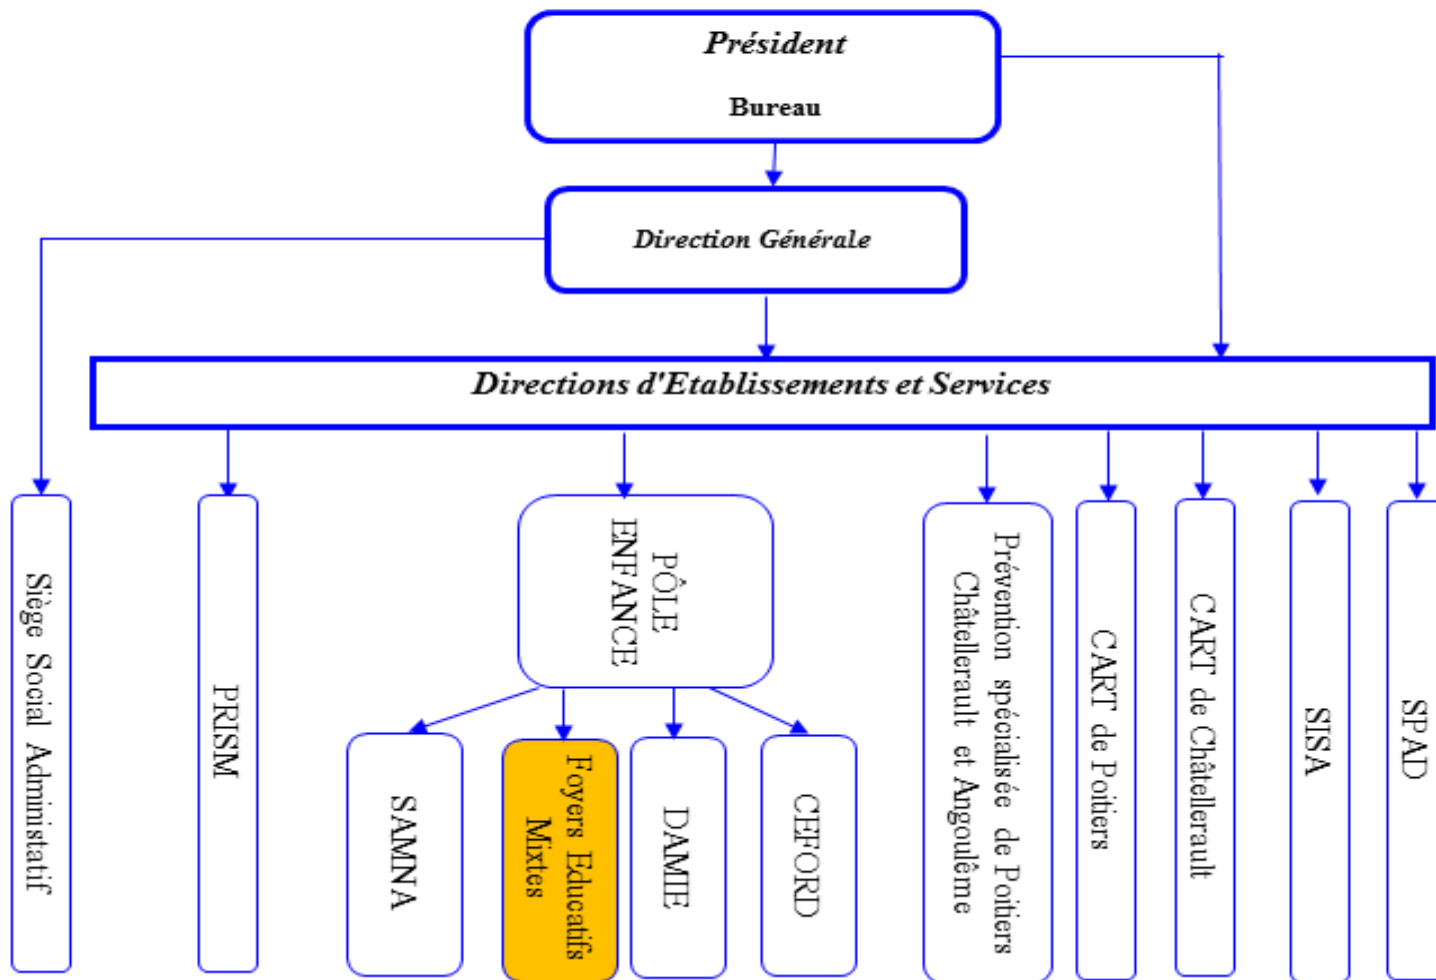 Président
Bureau
Direction Générale
Directions d'Etablissements et Services
Siège Social Administatif
PRISM
PÔLE
ENFANCE
SAMNA
Foyers Educatifs
Mixtes
DAMIE
CEFORD
Prévention spécialisée de Poitiers
Châtellerault et Angoulême
CART de Poitiers
CART de Châtellerault
SISA
SPAD